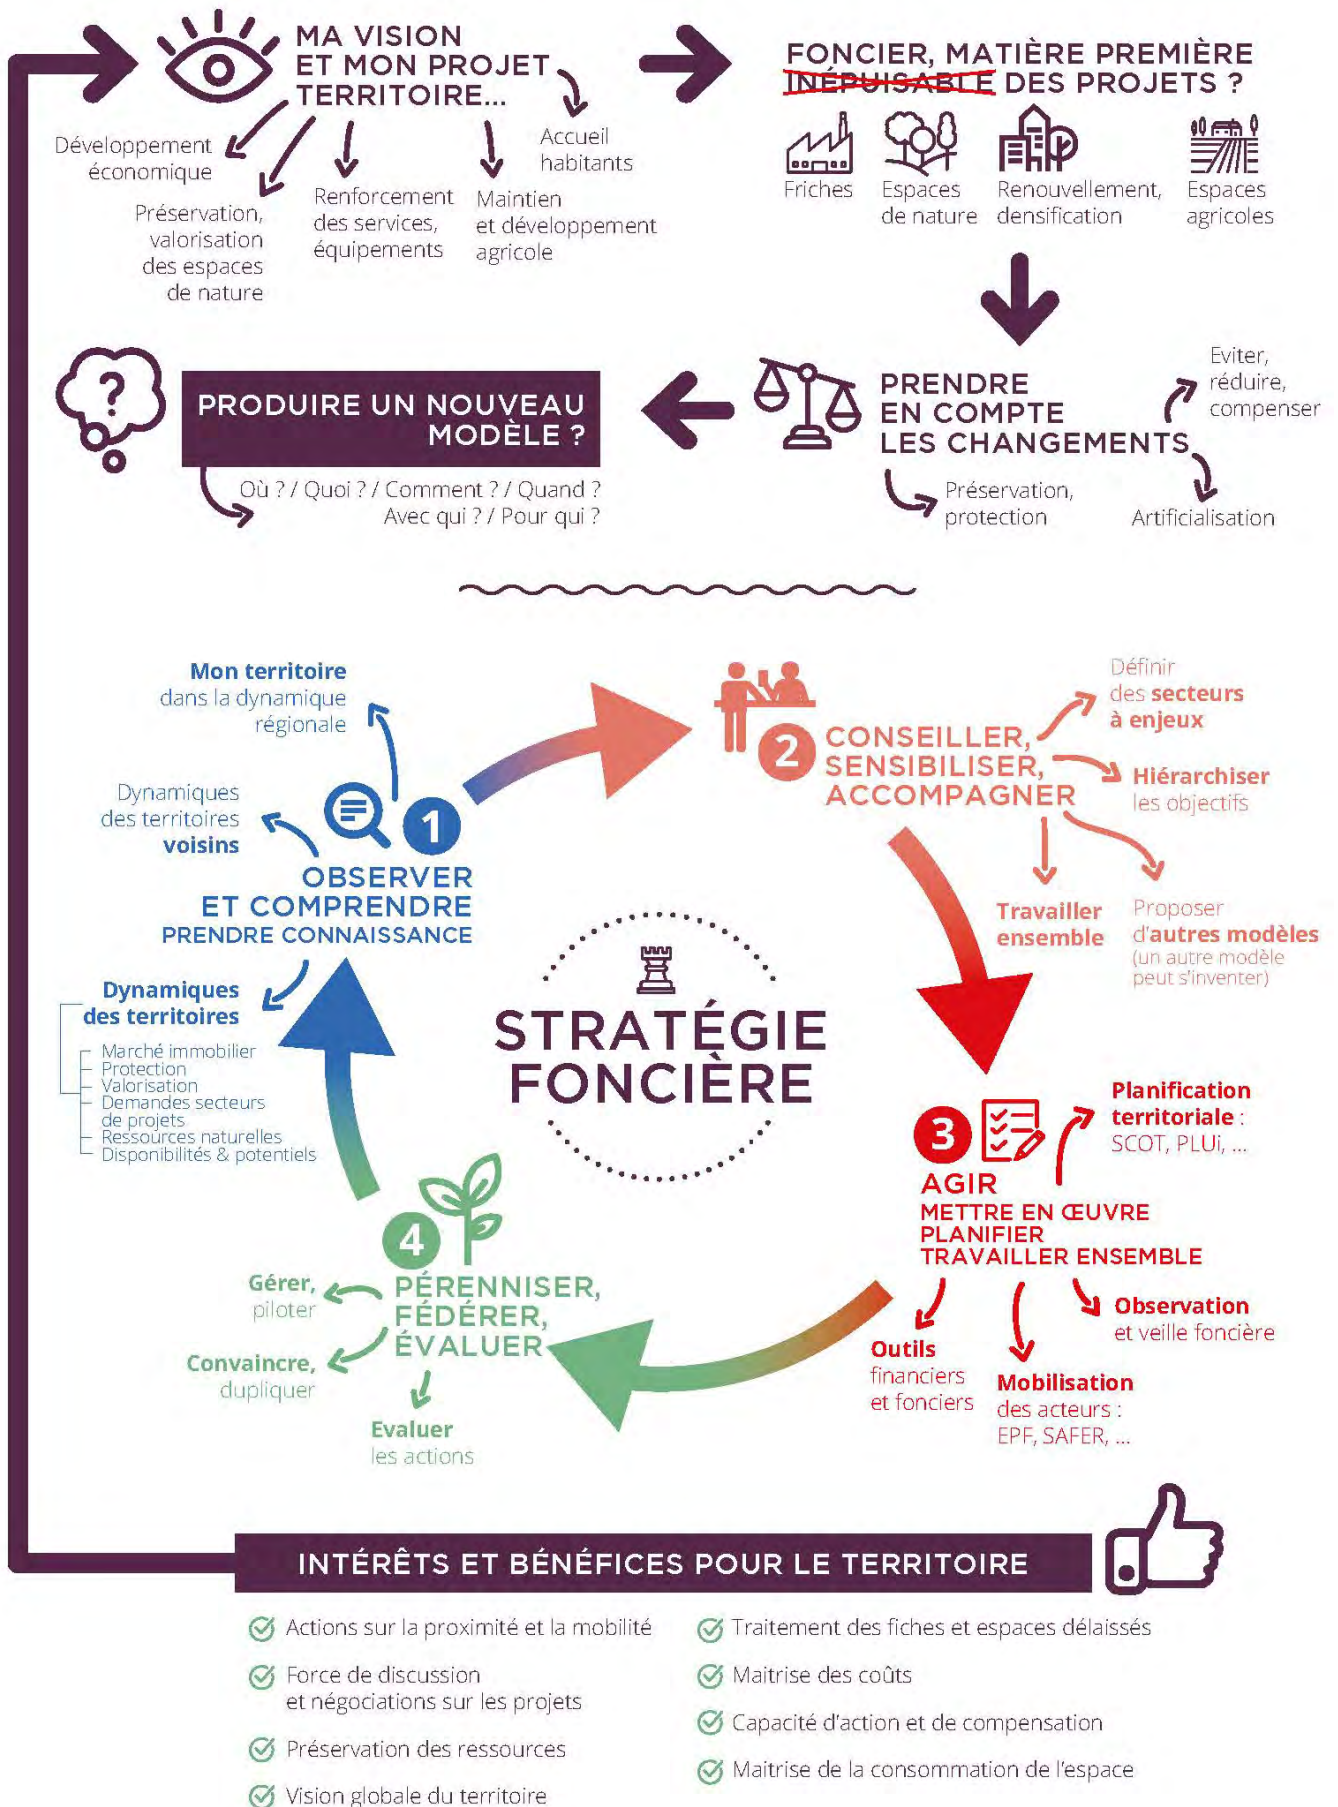 MA VISION
ET MON PROJET
TERRITOIRE...
Développement
économique
Préservation,
valorisation
des espaces
de nature
Renforcement
des services,
équipements
Maintien
et développement
agricole
Accueil
habitants
FONCIER, MATIÈRE PREMIÈRE
INÉPUISABLE DES PROJETS ?
Friches
Espaces
de nature
Renouvellement,
densification
Espaces
agricoles
PRENDRE
EN COMPTE
LES CHANGEMENTS
Eviter,
réduire,
compenser
Préservation,
protection
Artificialisation
?
PRODUIRE UN NOUVEAU
MODÈLE ?
Où ? / Quoi ? / Comment ? / Quand ?
Avec qui ? / Pour qui ?
Mon territoire
dans la dynamique
régionale
Dynamiques
des territoires
voisins
1
OBSERVER
ET COMPRENDRE
PRENDRE CONNAISSANCE
Dynamiques
des territoires
Marché immobilier
Protection
Valorisation
Demandes secteurs
de projets
Ressources naturelles
Disponibilités & potentiels
2
CONSEILLER,
SENSIBILISER,
ACCOMPAGNER
Définir
des secteurs
à enjeux
Hiérarchiser
les objectifs
Travailler
ensemble
Proposer
d'autres modèles
(un autre modèle
peut s'inventer)
STRATÉGIE
FONCIÈRE
3
AGIR
METTRE EN ŒUVRE
PLANIFIER
TRAVAILLER ENSEMBLE
Planification
territoriale :
SCOT, PLUi, ...
Observation
et veille foncière
Outils
financiers
et fonciers
Mobilisation
des acteurs :
EPF, SAFER, ...
4
PÉRENNISER,
FÉDÉRER,
ÉVALUER
Gérer,
piloter
Convaincre,
dupliquer
Evaluer
les actions
INTÉRÊTS ET BÉNÉFICES POUR LE TERRITOIRE
Actions sur la proximité et la mobilité
Force de discussion
et négociations sur les projets
Préservation des ressources
Vision globale du territoire
Traitement des fiches et espaces délaissés
Maitrise des coûts
Capacité d'action et de compensation
Maitrise de la consommation de l'espace